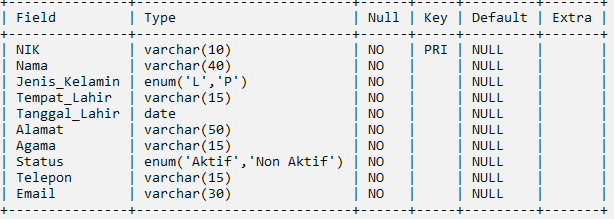 +---------------+-------------------------+------+-----+---------+-------+
| Field         | Type                    | Null | Key | Default | Extra |
+---------------+-------------------------+------+-----+---------+-------+
| NIK           | varchar(10)             | NO   | PRI | NULL    |       |
| Nama          | varchar(40)             | NO   |     | NULL    |       |
| Jenis_Kelamin | enum('L','P')           | NO   |     | NULL    |       |
| Tempat_Lahir  | varchar(15)             | NO   |     | NULL    |       |
| Tanggal_Lahir | date                    | NO   |     | NULL    |       |
| Alamat        | varchar(50)             | NO   |     | NULL    |       |
| Agama         | varchar(15)             | NO   |     | NULL    |       |
| Status        | enum('Aktif','Non Aktif') | NO   |     | NULL    |       |
| Telepon       | varchar(15)             | NO   |     | NULL    |       |
| Email         | varchar(30)             | NO   |     | NULL    |       |
+---------------+-------------------------+------+-----+---------+-------+